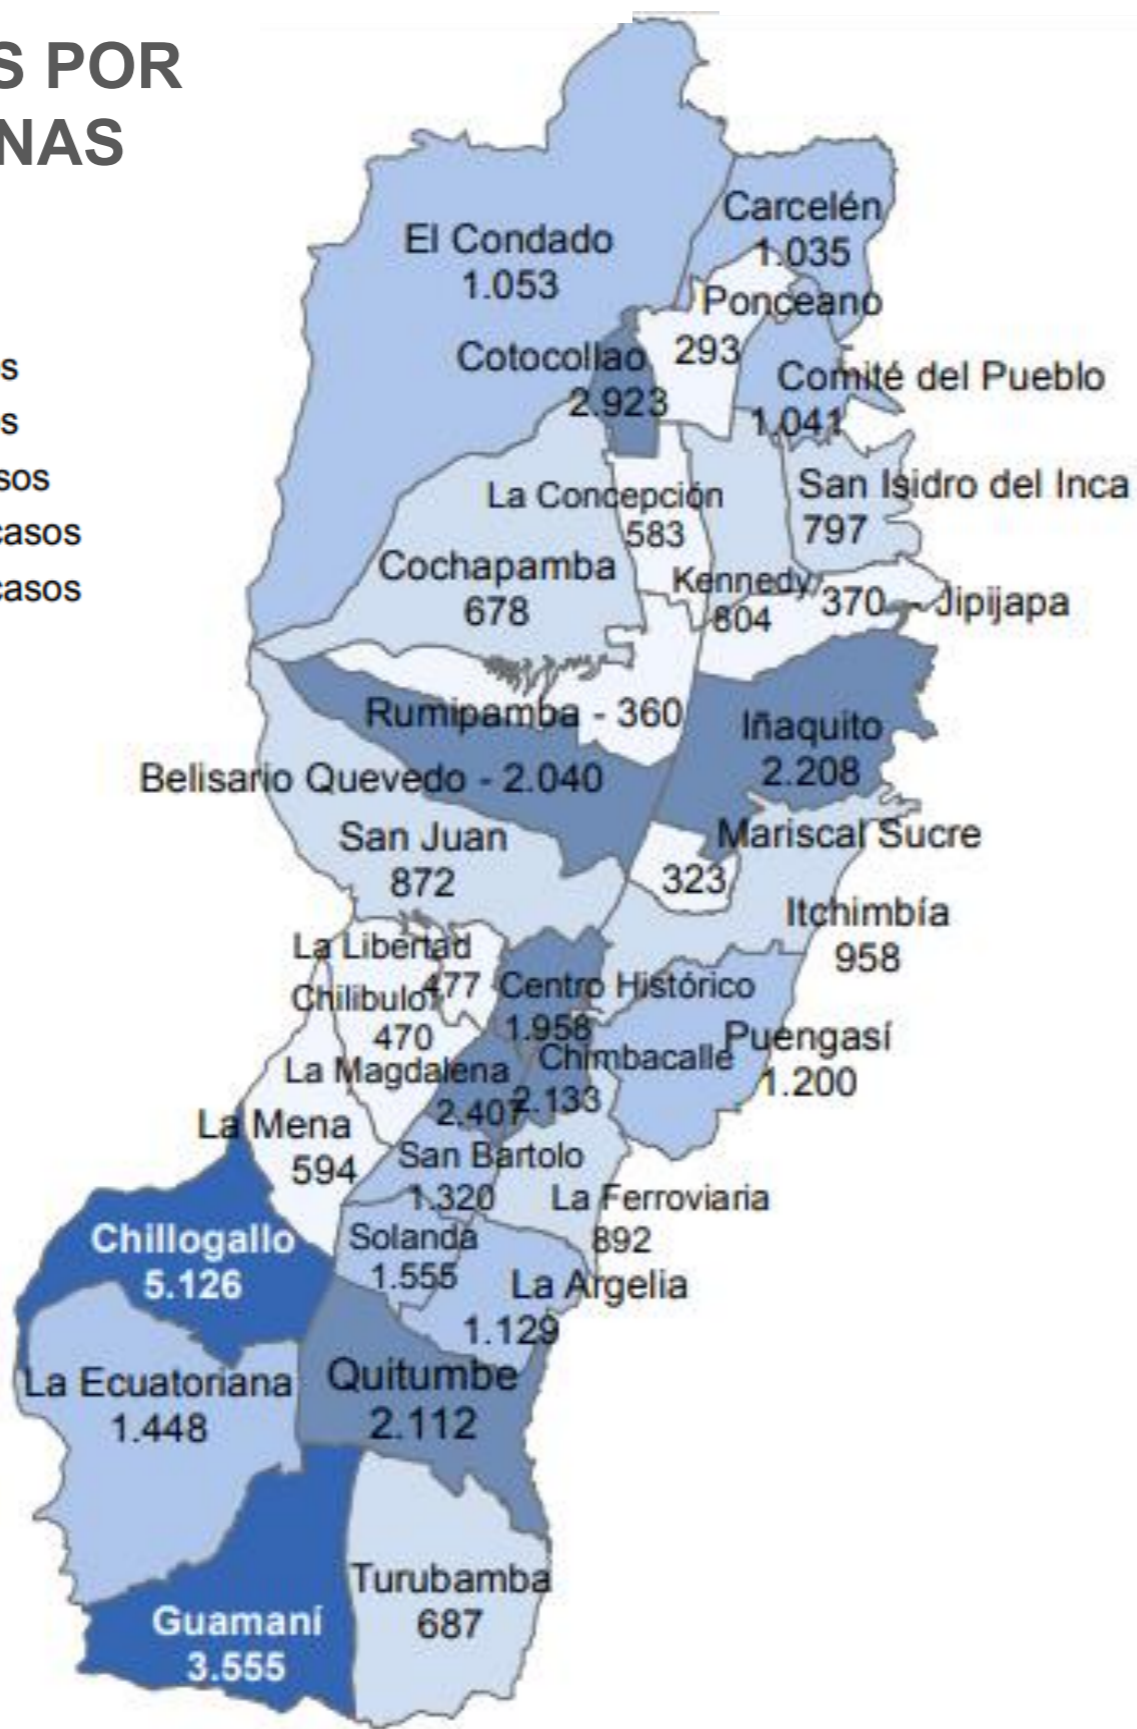 S POR
NAS
os
os
sos
casos
casos
El Condado
1.053
Carcelén
1.035
Ponceano
293
Cotocollao
2.923
Comité del Pueblo
1.041
La Concepción
583
San Isidro del Inca
797
Cochapamba
678
Kennedy
804
370 - Jipijapa
Rumipamba - 360
Iñaquito
2.208
Belisario Quevedo - 2.040
San Juan
872
Mariscal Sucre
323
Itchimbía
958
La Libertad
477
Centro Histórico
1.958
Chilibulo
470
Puengasí
1.200
Chimbacalle
2.133
La Magdalena
2.407
La Mena
594
San Bartolo
1.320
La Ferroviaria
892
Chillogallo
5.126
Solanda
1.555
La Argelia
1.129
La Ecuatoriana
1.448
Quitumbe
2.112
Turubamba
687
Guamaní
3.555